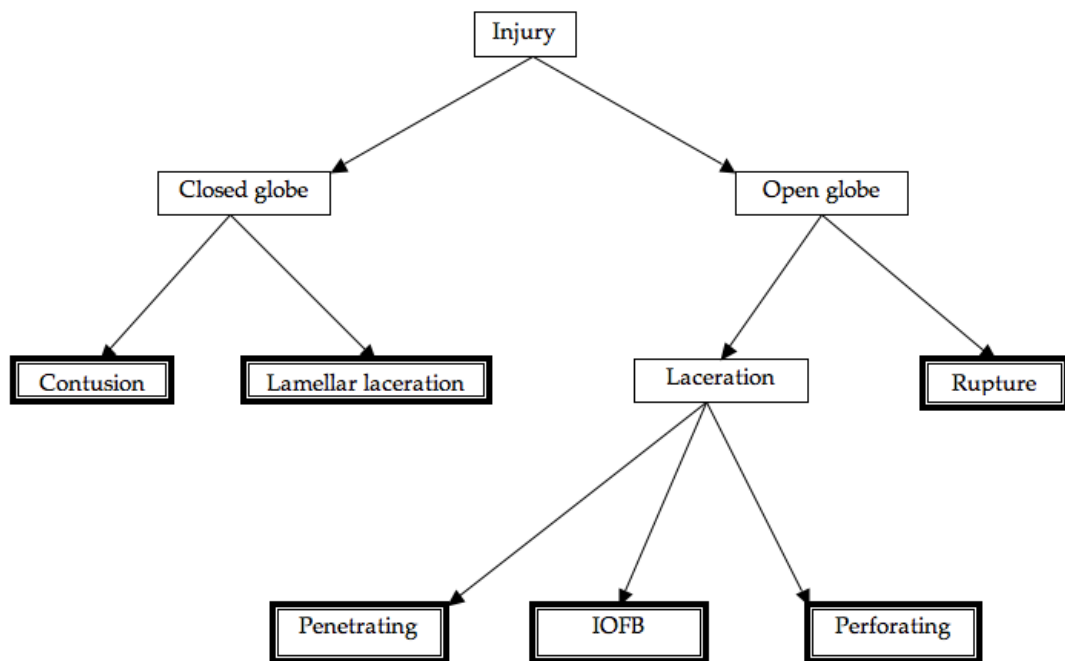 Injury
Closed globe
Open globe
Contusion
Lamellar laceration
Laceration
Rupture
Penetrating
IOFB
Perforating